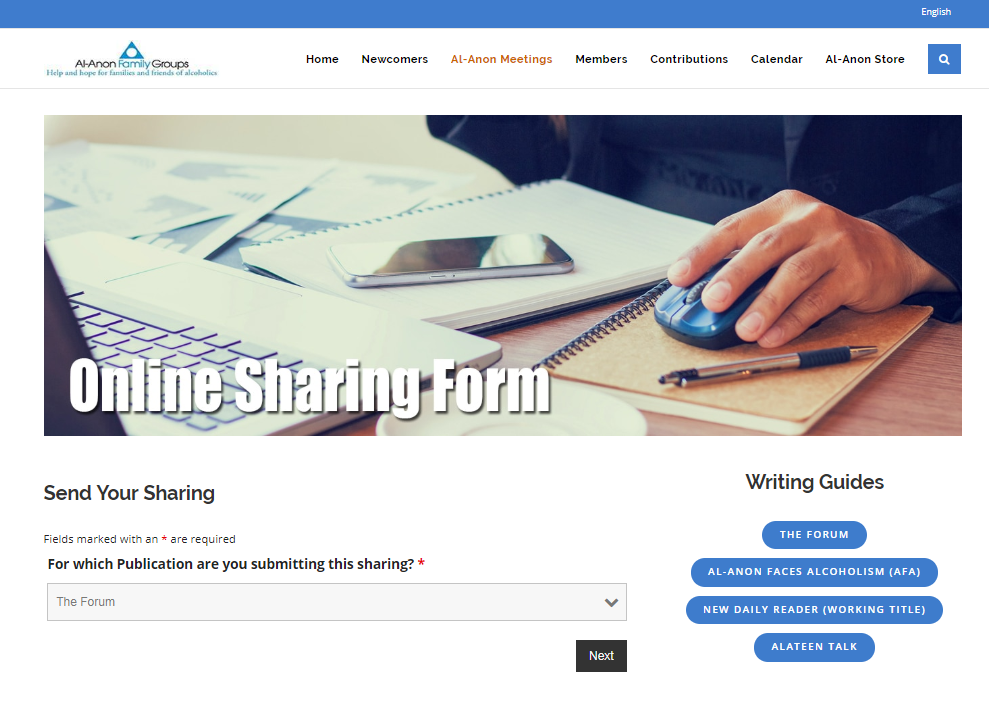 English
Al-Anon Family Groups
Help and hope for families and friends of alcoholics
Home Newcomers Al-Anon Meetings Members Contributions Calendar Al-Anon Store
Online Sharing Form
Send Your Sharing
Fields marked with an * are required
For which Publication are you submitting this sharing? *
The Forum
Next
Writing Guides
THE FORUM
AL-ANON FACES ALCOHOLISM (AFA)
NEW DAILY READER (WORKING TITLE)
ALATEEN TALK